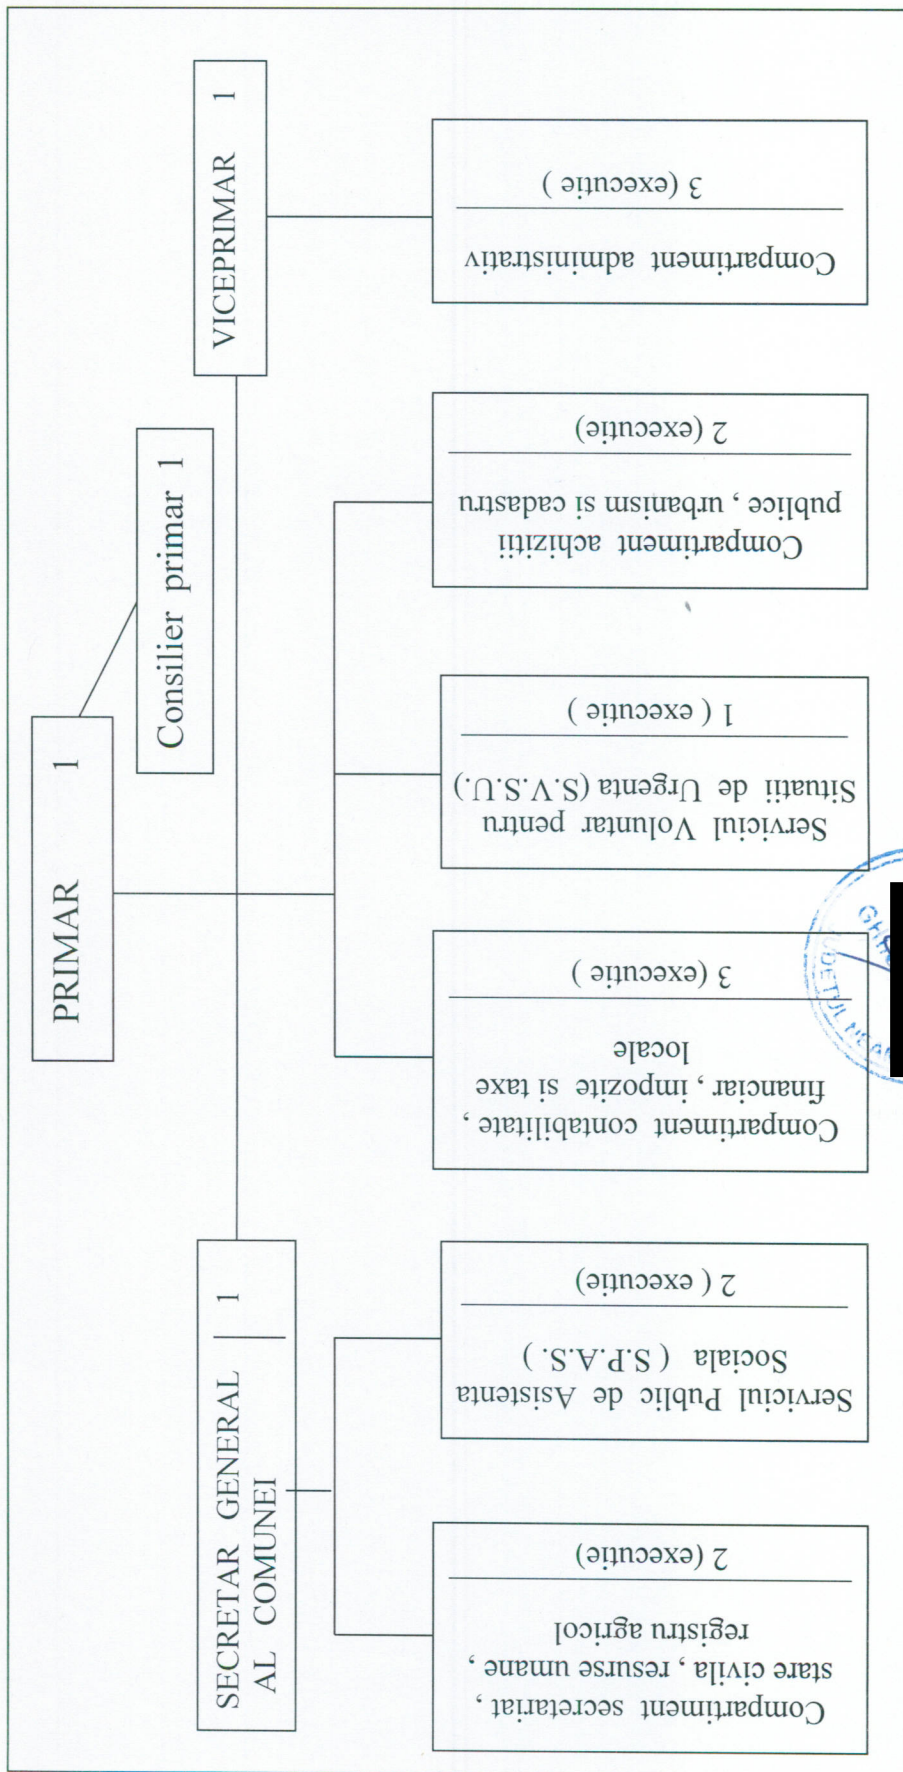 PRIMAR 1
Consilier primar 1
SECRETAR GENERAL 1
AL COMUNEI
VICEPRIMAR 1
Compartiment secretariat,
stare civila, resurse umane,
registru agricol
2 (executie)
Serviciul Public de Asistenta
Sociala ( S.P.A.S. )
2 ( executie)
Compartiment contabilitate,
financiar, impozite si taxe
locale
3 (executie )
Serviciul Voluntar pentru
Situatii de Urgenta (S.V.S.U.)
1 ( executie )
Compartiment achizitii
publice, urbanism si cadastru
2 (executie)
Compartiment administrativ
3 (executie )
JUDETUL